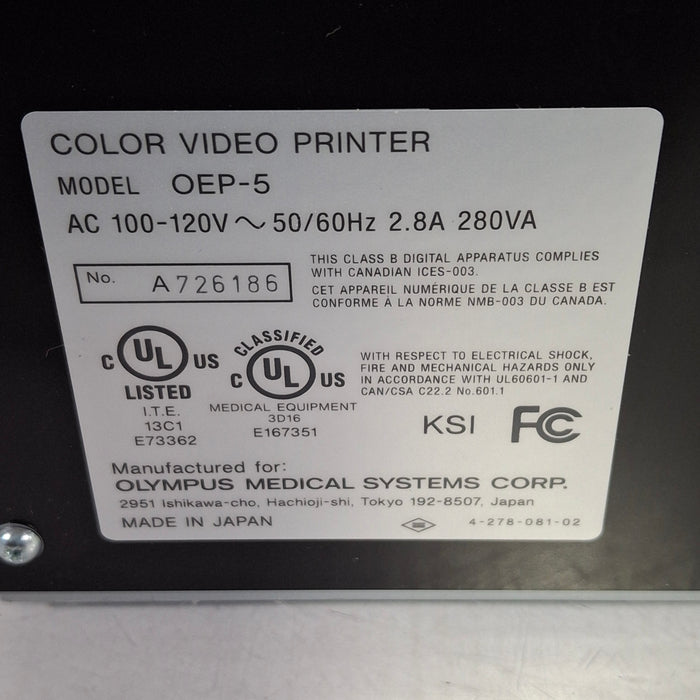 COLOR VIDEO PRINTER
MODEL OEP-5
AC 100-120V ～ 50/60Hz 2.8A 280VA
No. A726186
THIS CLASS B DIGITAL APPARATUS COMPLIES
WITH CANADIAN ICES-003.
CET APPAREIL NUMÉRIQUE DE LA CLASSE B EST
CONFORME À LA NORME NMB-003 DU CANADA.
C UL US
LISTED
I.T.E.
13C1
E73362
CLASSIFIED
C UL US
MEDICAL EQUIPMENT
3D16
E167351
WITH RESPECT TO ELECTRICAL SHOCK,
FIRE AND MECHANICAL HAZARDS ONLY
IN ACCORDANCE WITH UL60601-1 AND
CAN/CSA C22.2 No.601.1
KSI FC
Manufactured for:
OLYMPUS MEDICAL SYSTEMS CORP.
2951 Ishikawa-cho, Hachioji-shi, Tokyo 192-8507, Japan
MADE IN JAPAN
4-278-081-02